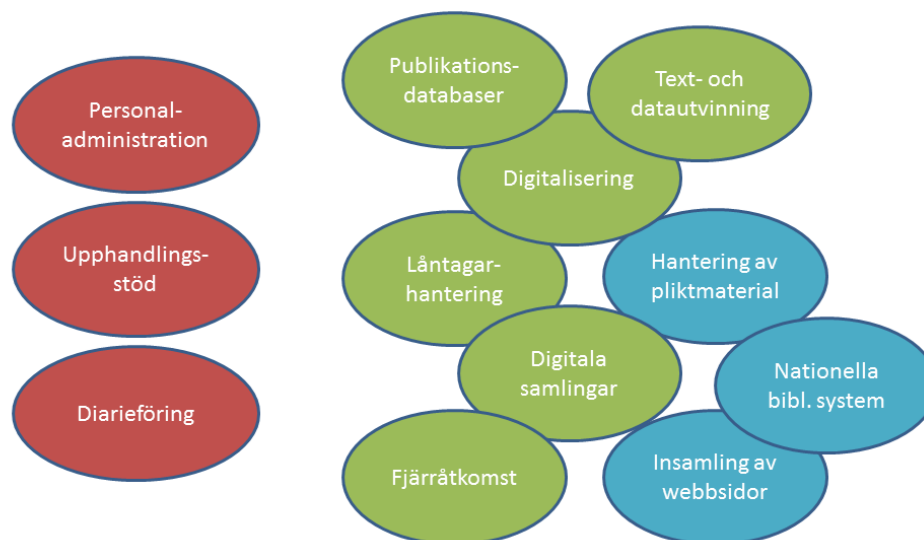 Personal-
administration
Upphandlings-
stöd
Diarieföring
Publikations-
databaser
Text- och
datautvinning
Digitalisering
Låntagar-
hantering
Hantering av
pliktmaterial
Digitala
samlingar
Nationella
bibl. system
Fjärråtkomst
Insamling av
webbsidor